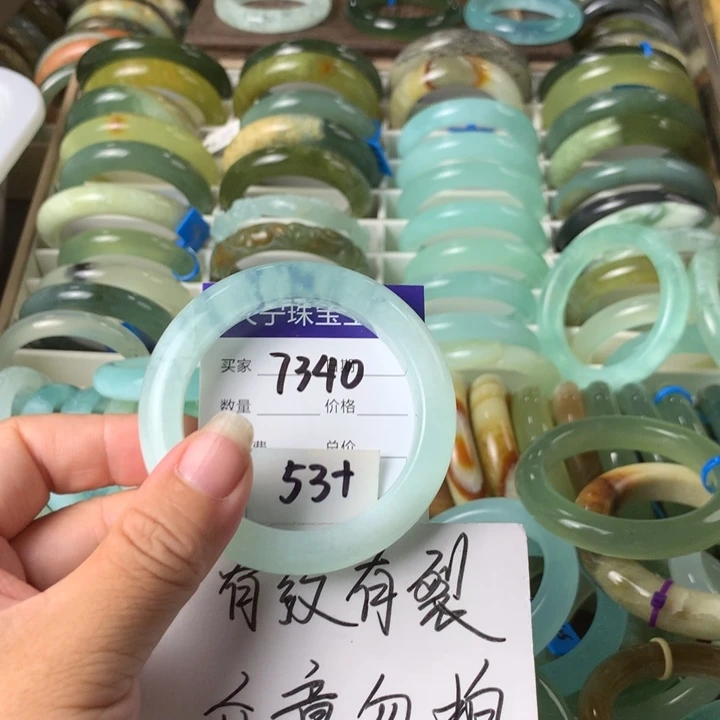 宁珠宝
买家 7340
数量 价格
费 总价
53+
有纹有裂
介意勿拍